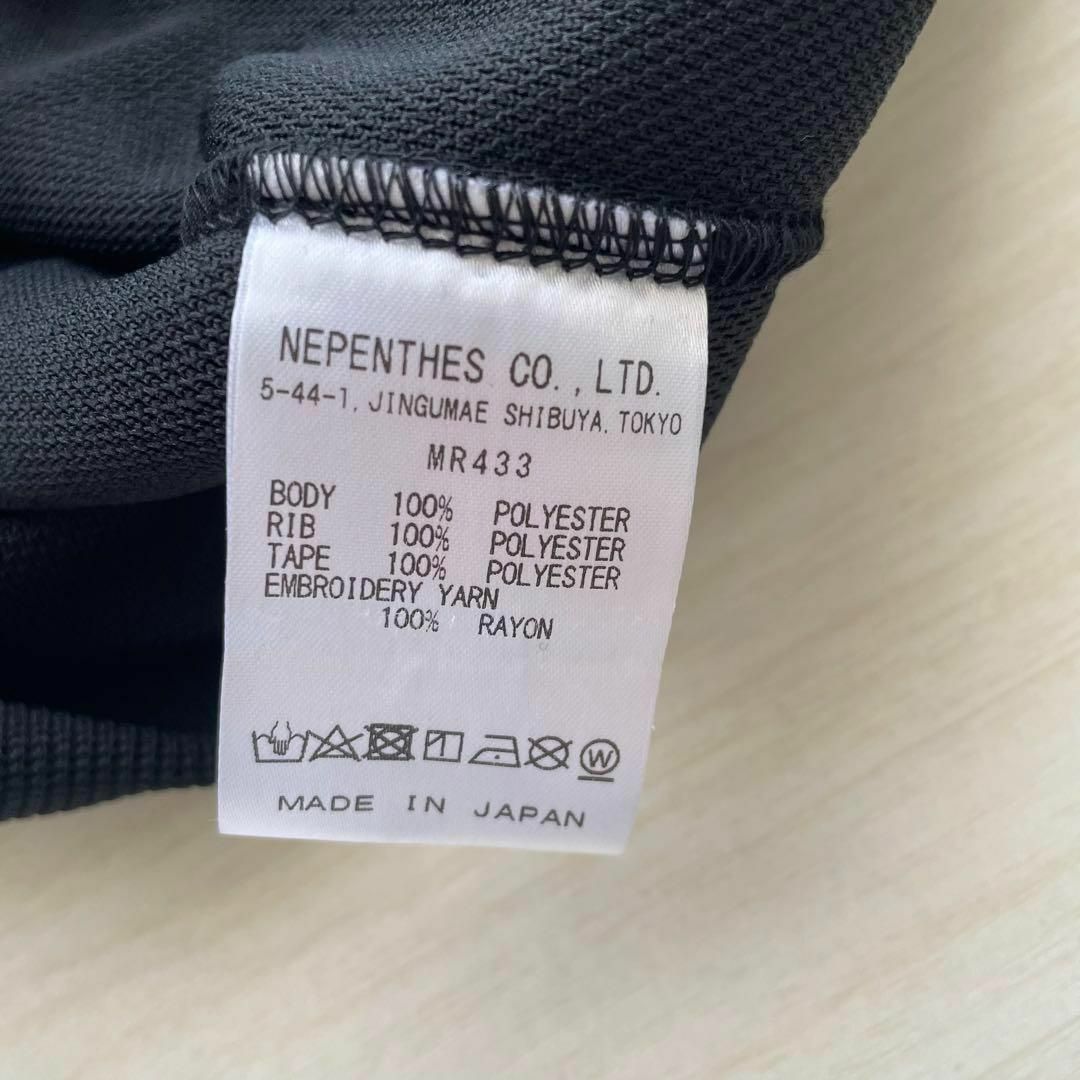 NEPENTHES CO., LTD.
5-44-1, JINGUMAE SHIBUYA, TOKYO
MR433
BODY 100% POLYESTER
RIB 100% POLYESTER
TAPE 100% POLYESTER
EMBROIDERY YARN
100% RAYON
W
MADE IN JAPAN